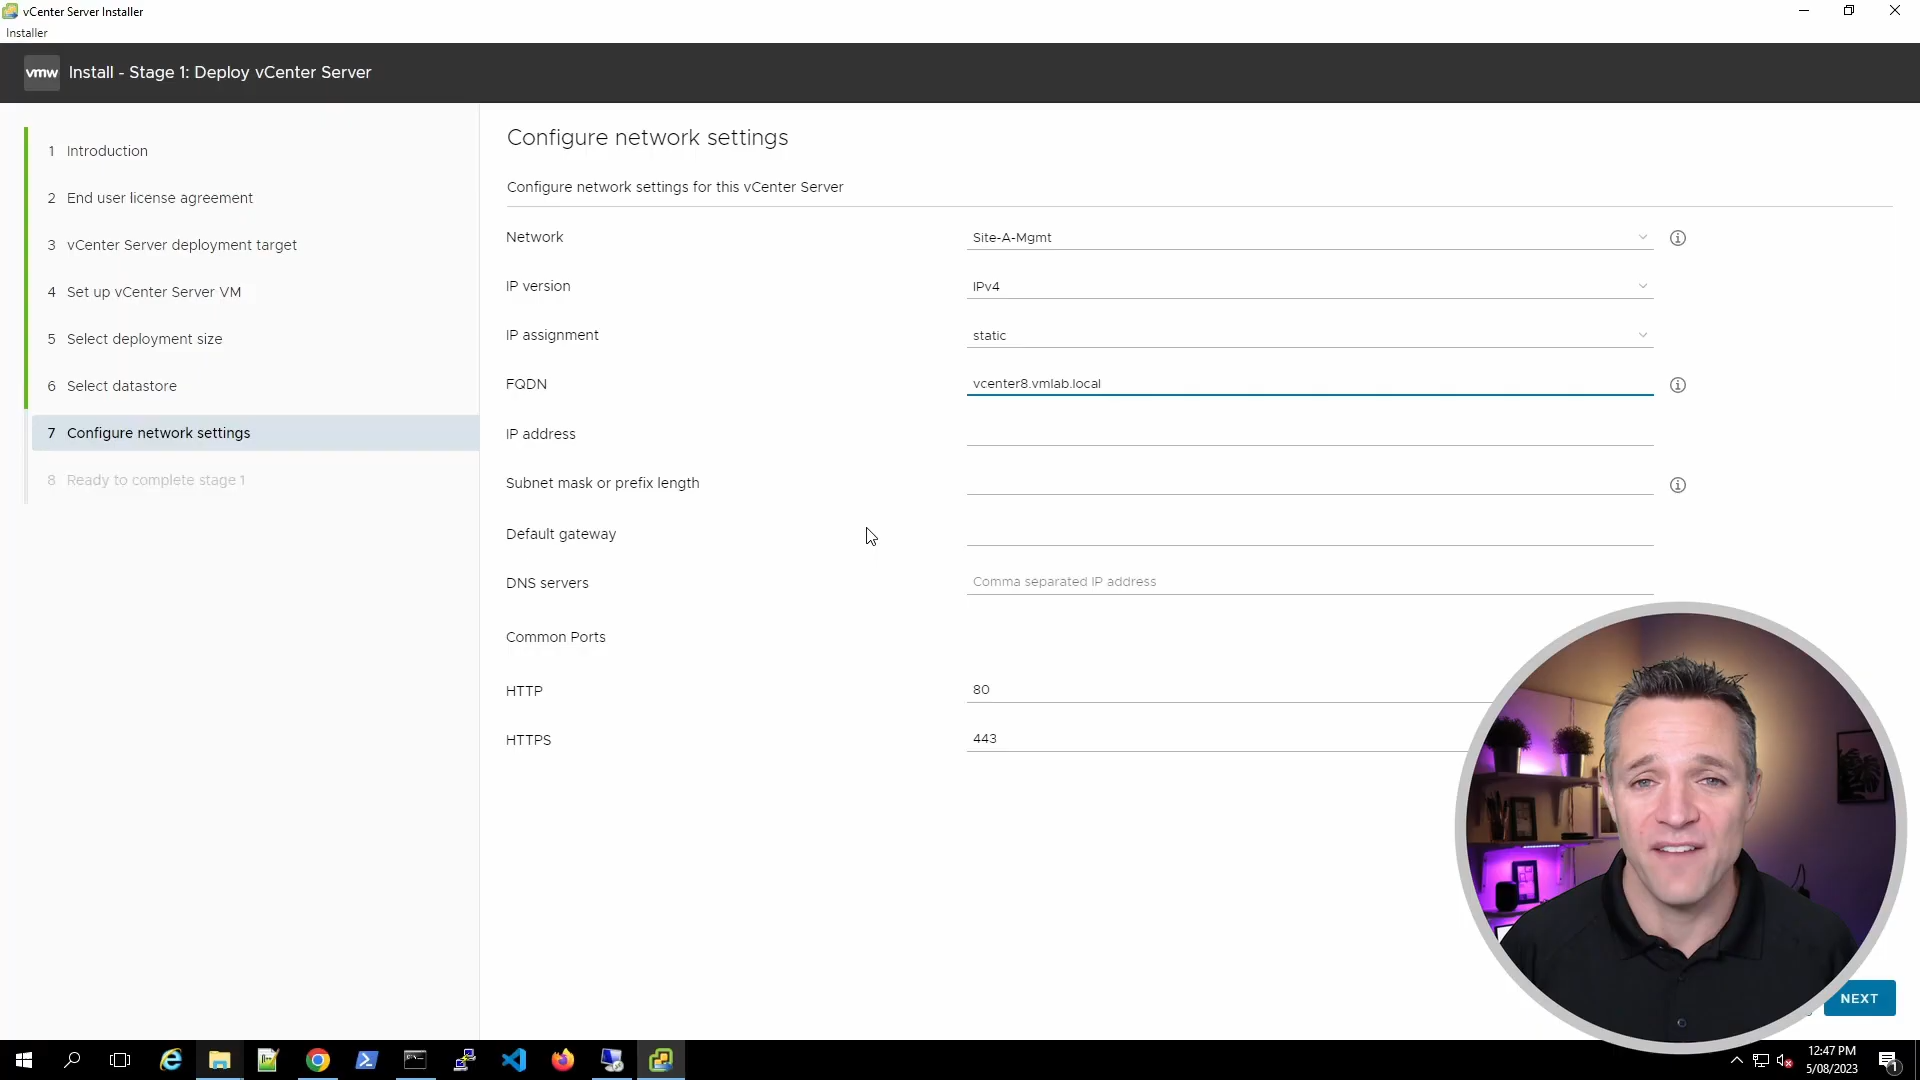 vCenter Server Installer
Installer
vmw Install - Stage 1: Deploy vCenter Server
1 Introduction
2 End user license agreement
3 vCenter Server deployment target
4 Set up vCenter Server VM
5 Select deployment size
6 Select datastore
7 Configure network settings
8 Ready to complete stage 1
Configure network settings
Configure network settings for this vCenter Server
Network Site-A-Mgmt
IP version IPv4
IP assignment static
FQDN vcenter8.vmlab.local
IP address
Subnet mask or prefix length
Default gateway
DNS servers Comma separated IP address
Common Ports
HTTP 80
HTTPS 443
NEXT
12:47 PM
5/08/2023
1